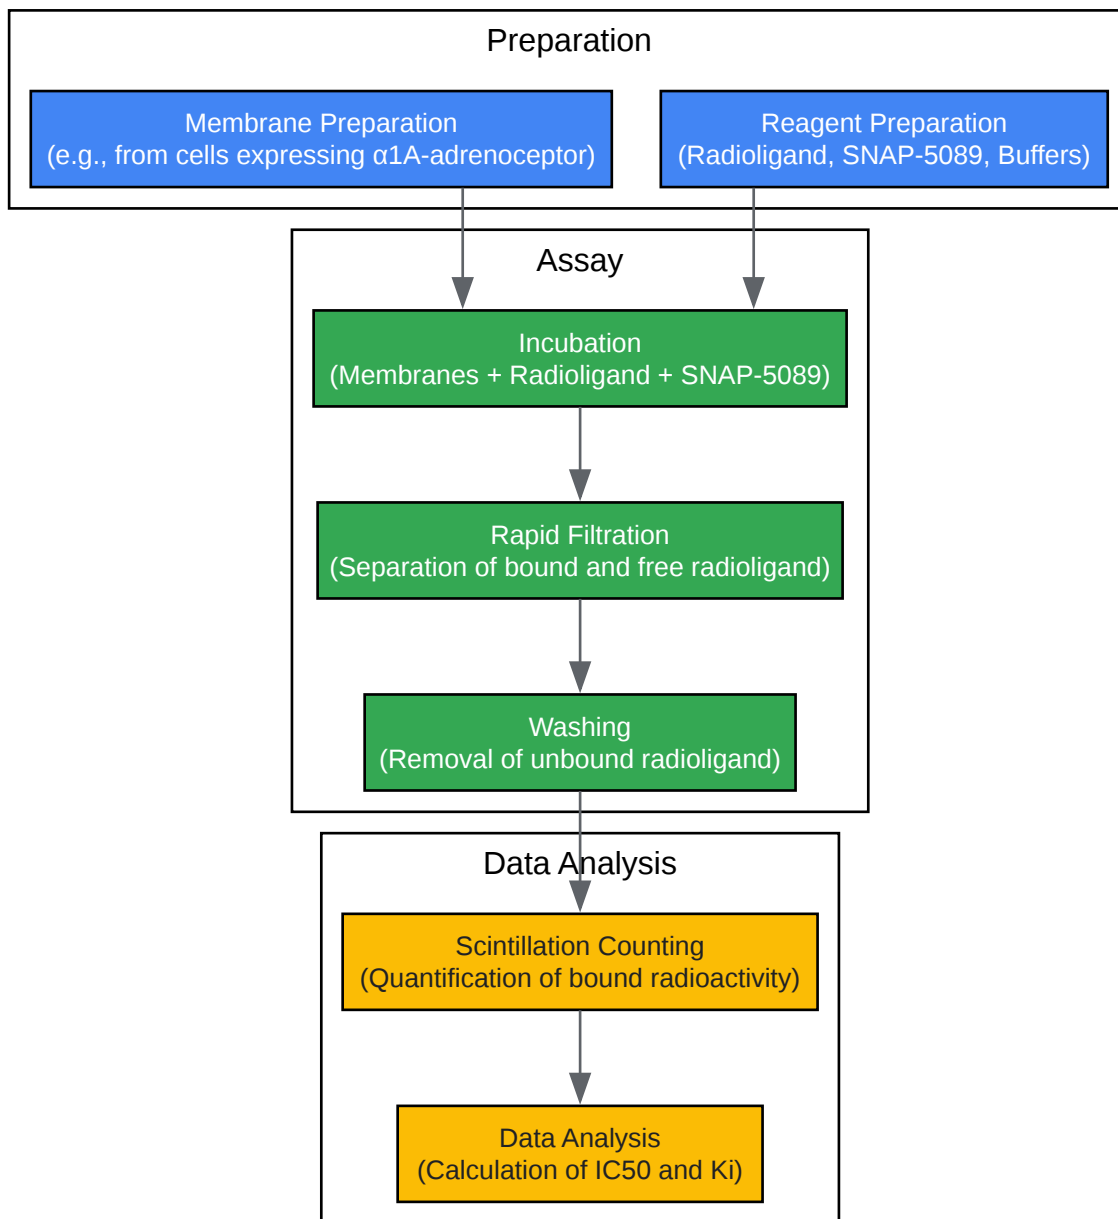 Preparation
Membrane Preparation
(e.g., from cells expressing α1A-adrenoceptor)
Reagent Preparation
(Radioligand, SNAP-5089, Buffers)
Assay
Incubation
(Membranes + Radioligand + SNAP-5089)
Rapid Filtration
(Separation of bound and free radioligand)
Washing
(Removal of unbound radioligand)
Data Analysis
Scintillation Counting
(Quantification of bound radioactivity)
Data Analysis
(Calculation of IC50 and Ki)